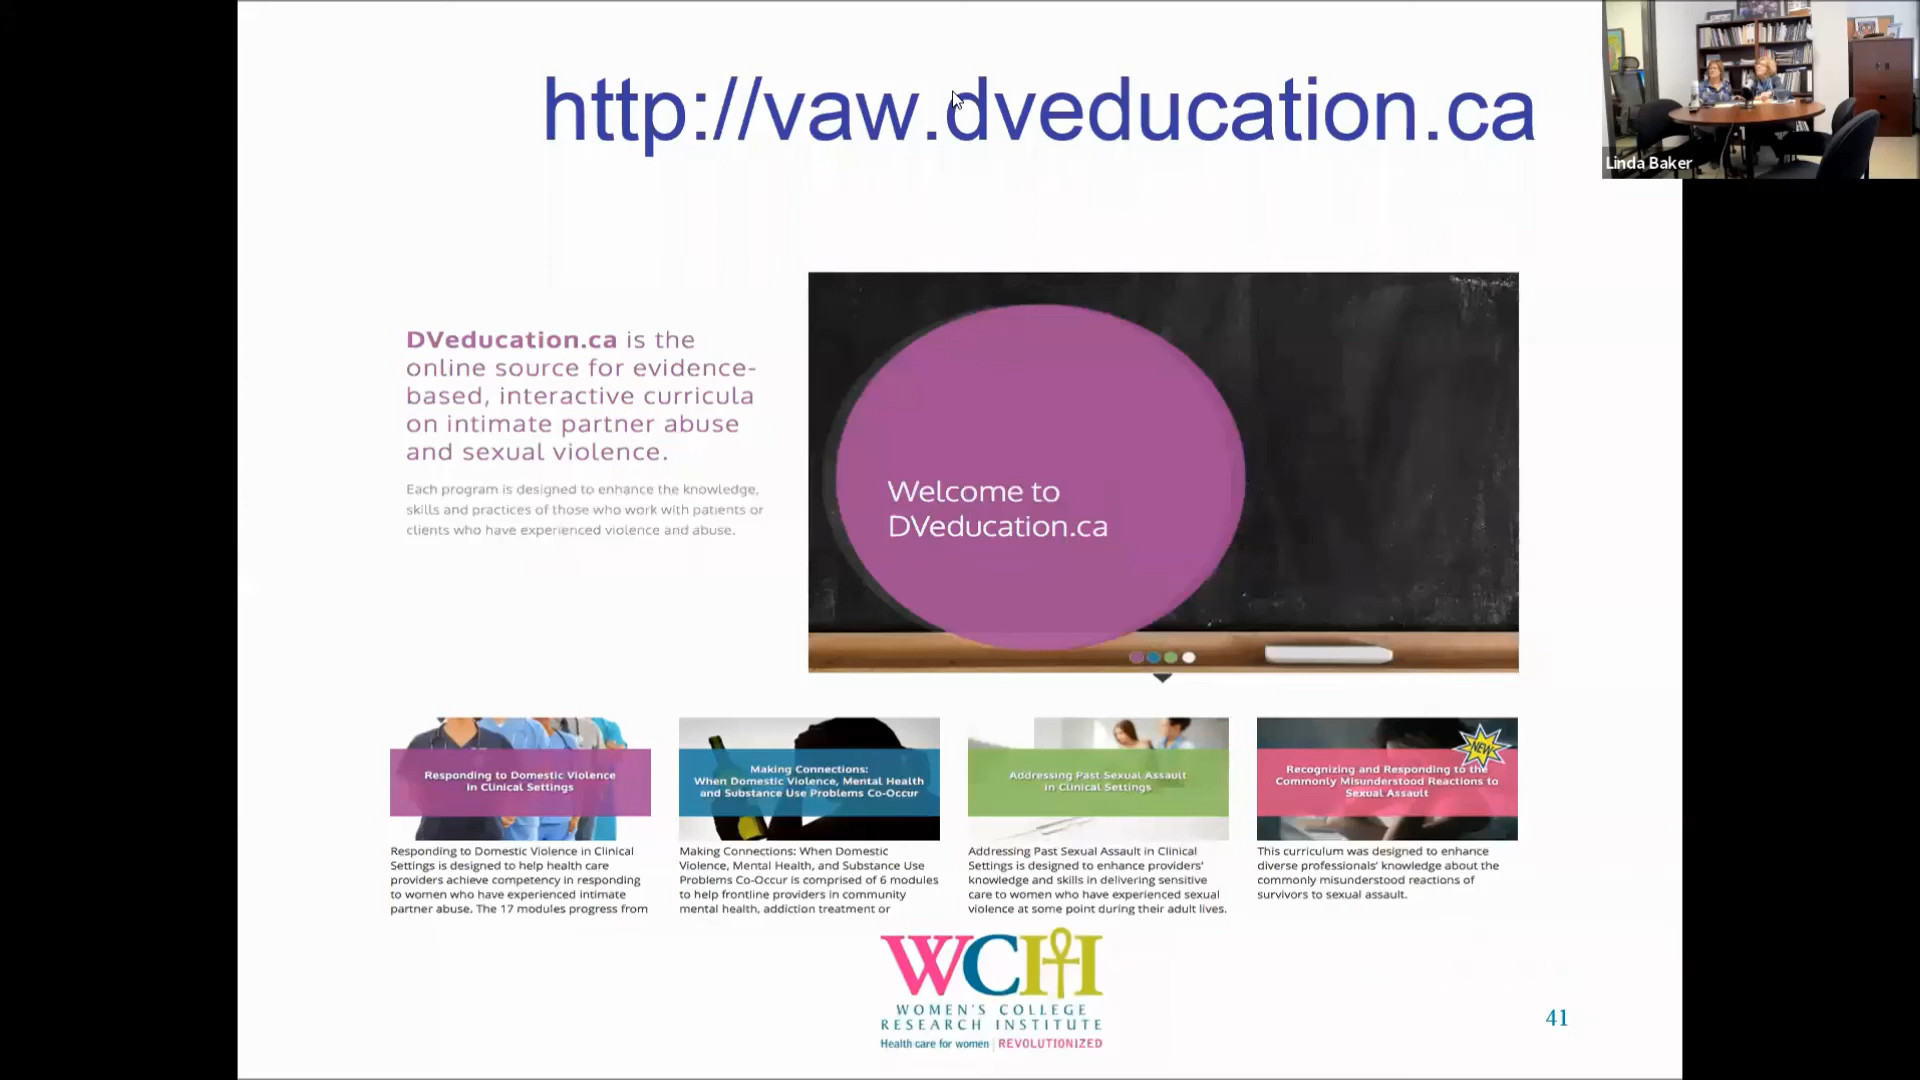 http://vaw.dveducation.ca
Linda Baker
DVeducation.ca is the
online source for evidence-
based, interactive curricula
on intimate partner abuse
and sexual violence.
Each program is designed to enhance the knowledge,
skills and practices of those who work with patients or
clients who have experienced violence and abuse.
Welcome to
DVeducation.ca
Responding to Domestic Violence
in Clinical Settings
Responding to Domestic Violence in Clinical
Settings is designed to help health care
providers achieve competency in responding
to women who have experienced intimate
partner abuse. The 17 modules progress from
Making Connections:
When Domestic Violence, Mental Health
and Substance Use Problems Co-Occur
Making Connections: When Domestic
Violence, Mental Health, and Substance Use
Problems Co-Occur is comprised of 6 modules
to help frontline providers in community
mental health, addiction treatment or
Addressing Past Sexual Assault
in Clinical Settings
Addressing Past Sexual Assault in Clinical
Settings is designed to enhance providers'
knowledge and skills in delivering sensitive
care to women who have experienced sexual
violence at some point during their adult lives.
NEW
Recognizing and Responding to the
Commonly Misunderstood Reactions to
Sexual Assault
This curriculum was designed to enhance
diverse professionals' knowledge about the
commonly misunderstood reactions of
survivors to sexual assault.
WCH
WOMEN'S COLLEGE
RESEARCH INSTITUTE
Health care for women | REVOLUTIONIZED
41